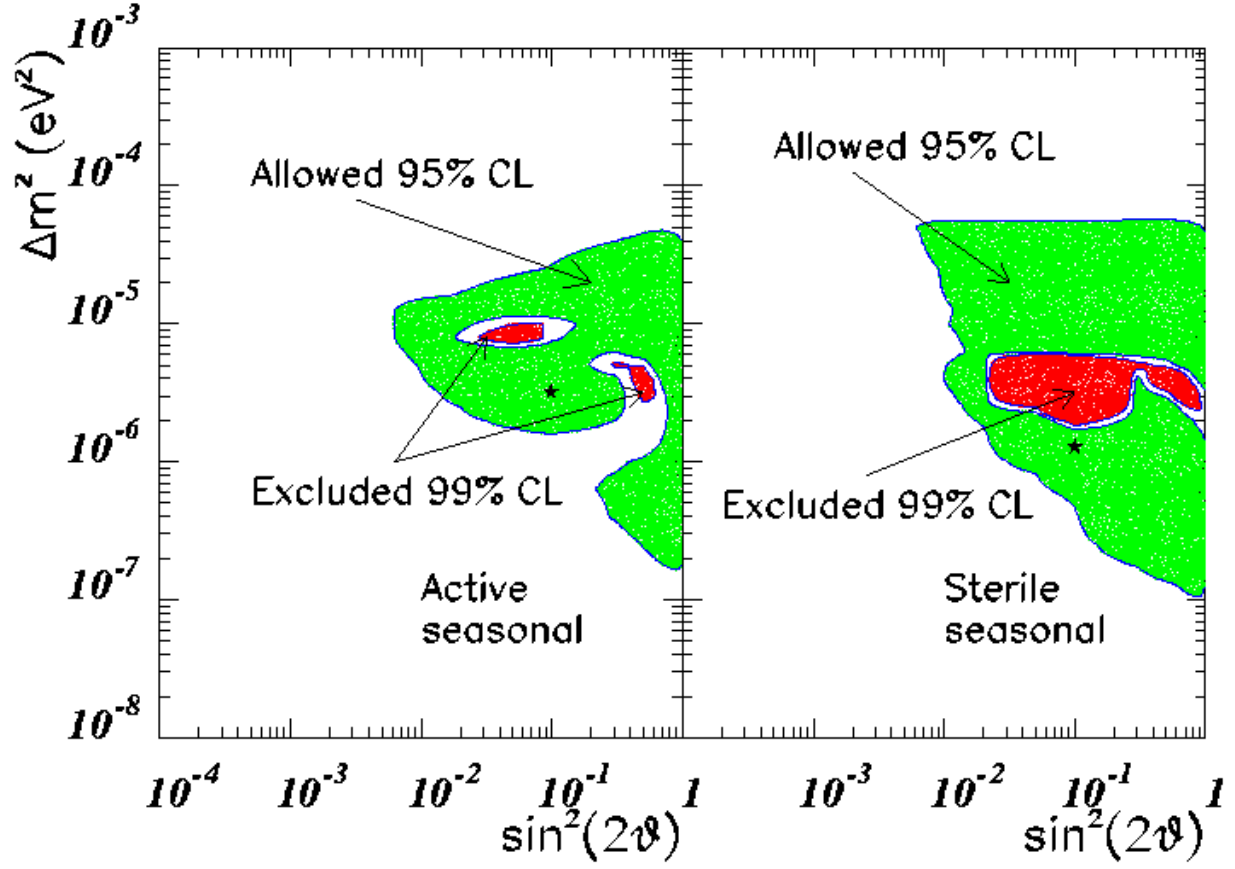 Δm² (eV²)
10⁻³
10⁻⁴
10⁻⁵
10⁻⁶
10⁻⁷
10⁻⁸
Allowed 95% CL
Excluded 99% CL
Active
seasonal
Allowed 95% CL
Excluded 99% CL
Sterile
seasonal
10⁻⁴ 10⁻³ 10⁻² 10⁻¹ 1 10⁻³ 10⁻² 10⁻¹ 1
sin²(2ϑ) sin²(2ϑ)